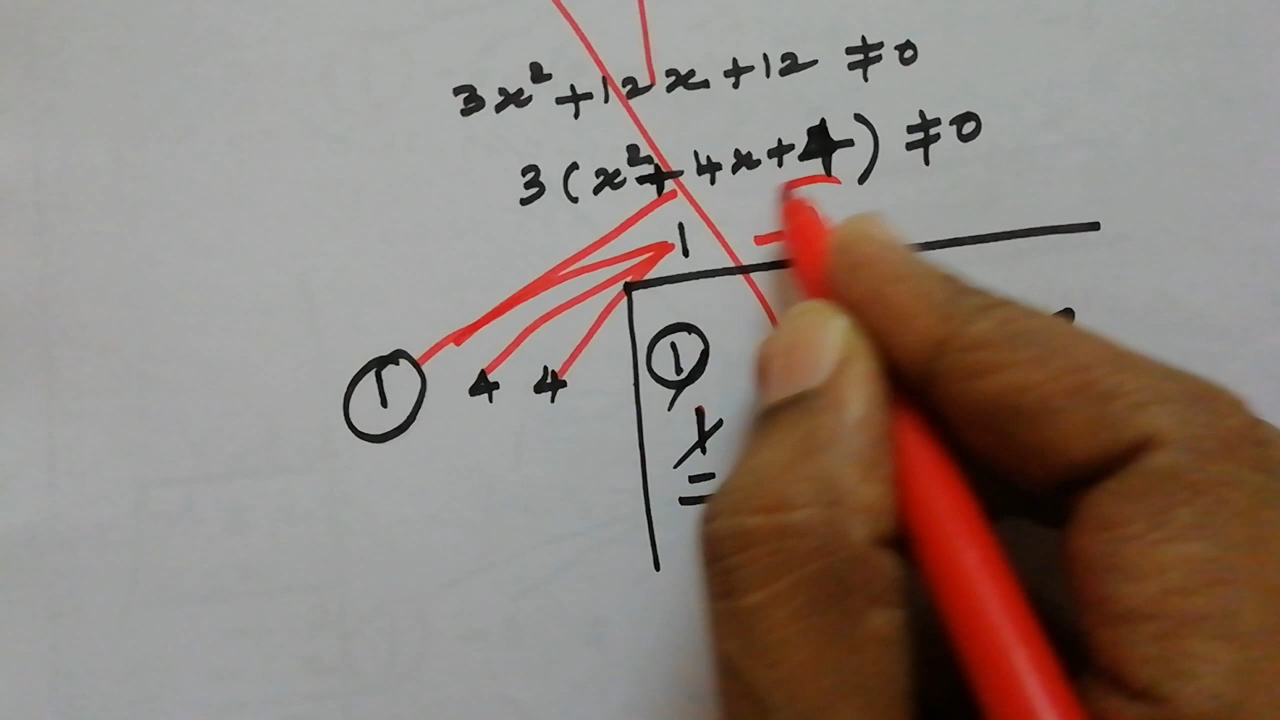 3x² + 12x + 12 ≠ 0
3(x² + 4x + 4) ≠ 0
1
① 4 4
①